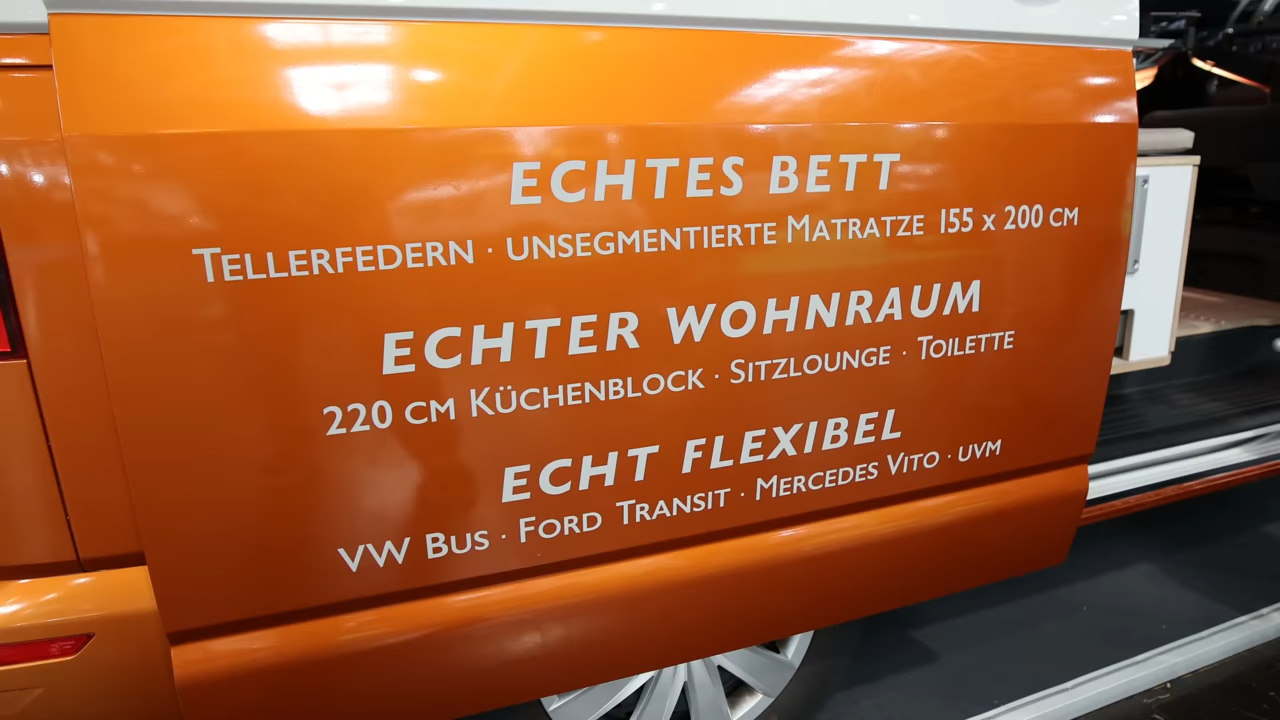 ECHTES BETT
TELLERFEDERN · UNSEGMENTIERTE MATRATZE 155 x 200 CM
ECHTER WOHNRAUM
220 CM KÜCHENBLOCK · SITZLOUNGE · TOILETTE
ECHT FLEXIBEL
VW BUS · FORD TRANSIT · MERCEDES VITO · UVM